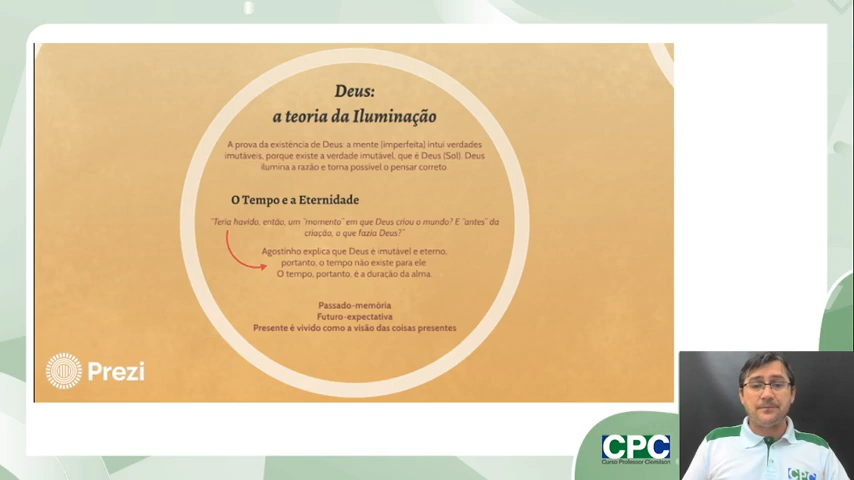 Deus:
a teoria da Iluminação
A prova da existência de Deus: a mente (imperfeita) intui verdades
imutáveis, porque existe a verdade imutável, que é Deus (Sol). Deus
ilumina a razão e torna possível o pensar correto.
O Tempo e a Eternidade
"Teria havido, então, um "momento" em que Deus criou o mundo? E "antes" da
criação, o que fazia Deus?"
Agostinho explica que Deus é imutável e eterno,
portanto, o tempo não existe para ele
O tempo, portanto, é a duração da alma.
Passado-memória
Futuro-expectativa
Presente é vivido como a visão das coisas presentes
Prezi
CPC
Curso Professor Cleidsson
CPC